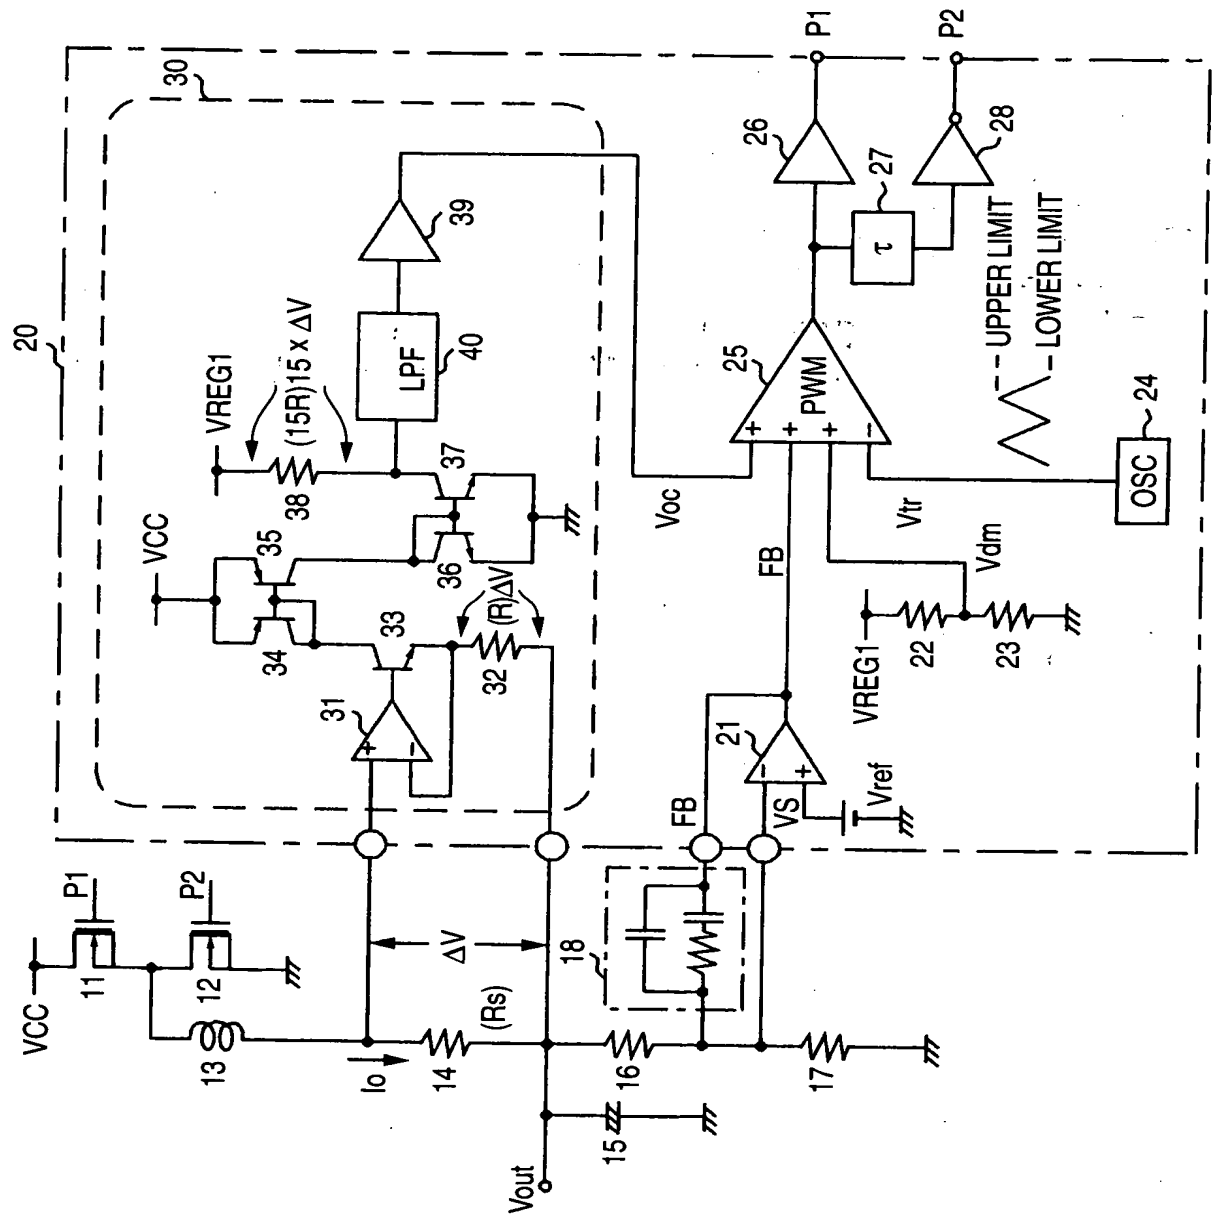 20
30
VCC
VREG1
(15R)15 x ΔV
35
38
34
31
33
36
37
LPF
40
39
(R)ΔV
32
VCC
P1
11
P2
12
13
Io
14
(Rs)
ΔV
Vout
15
16
17
18
FB
VS
21
Vref
FB
Voc
VREG1
22
23
Vdm
Vtr
OSC
24
25
PWM
UPPER LIMIT
LOWER LIMIT
26
27
τ
28
P1
P2
+
−
−
+
+
+
+
−